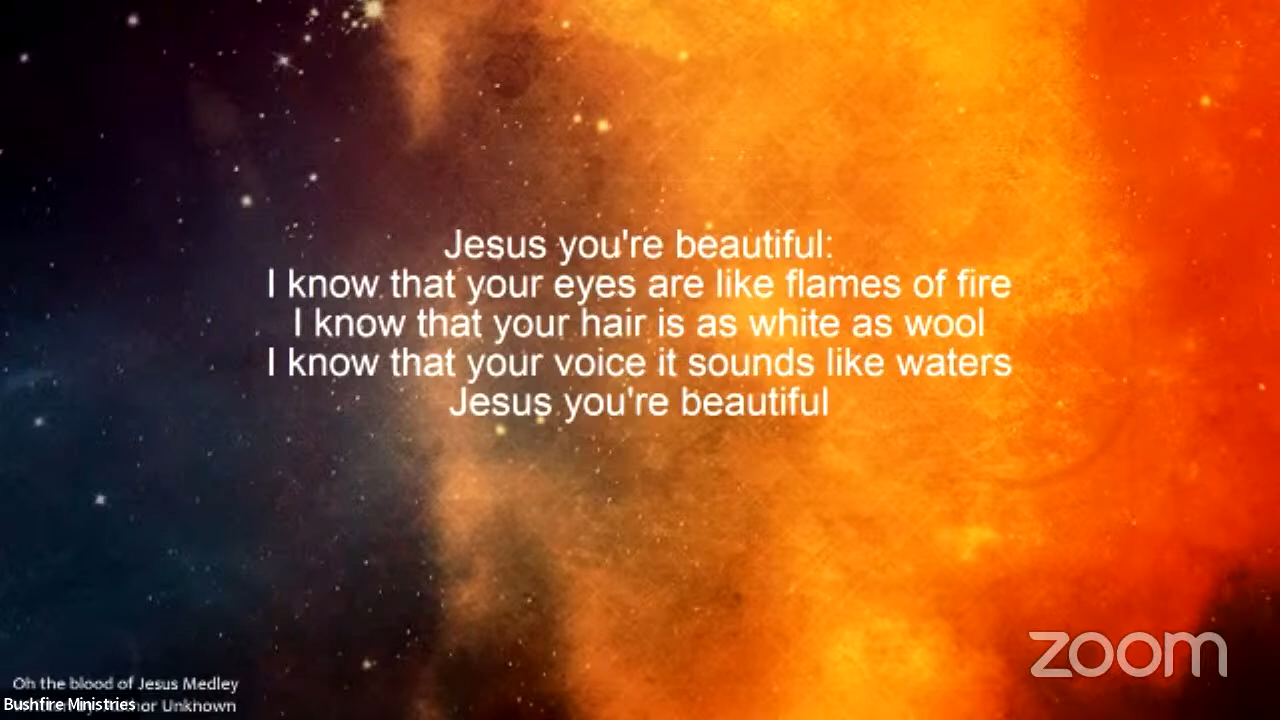 Jesus you're beautiful:
I know that your eyes are like flames of fire
I know that your hair is as white as wool
I know that your voice it sounds like waters
Jesus you're beautiful
zoom
Oh the blood of Jesus Medley
Bushfire Ministries
Unkhown